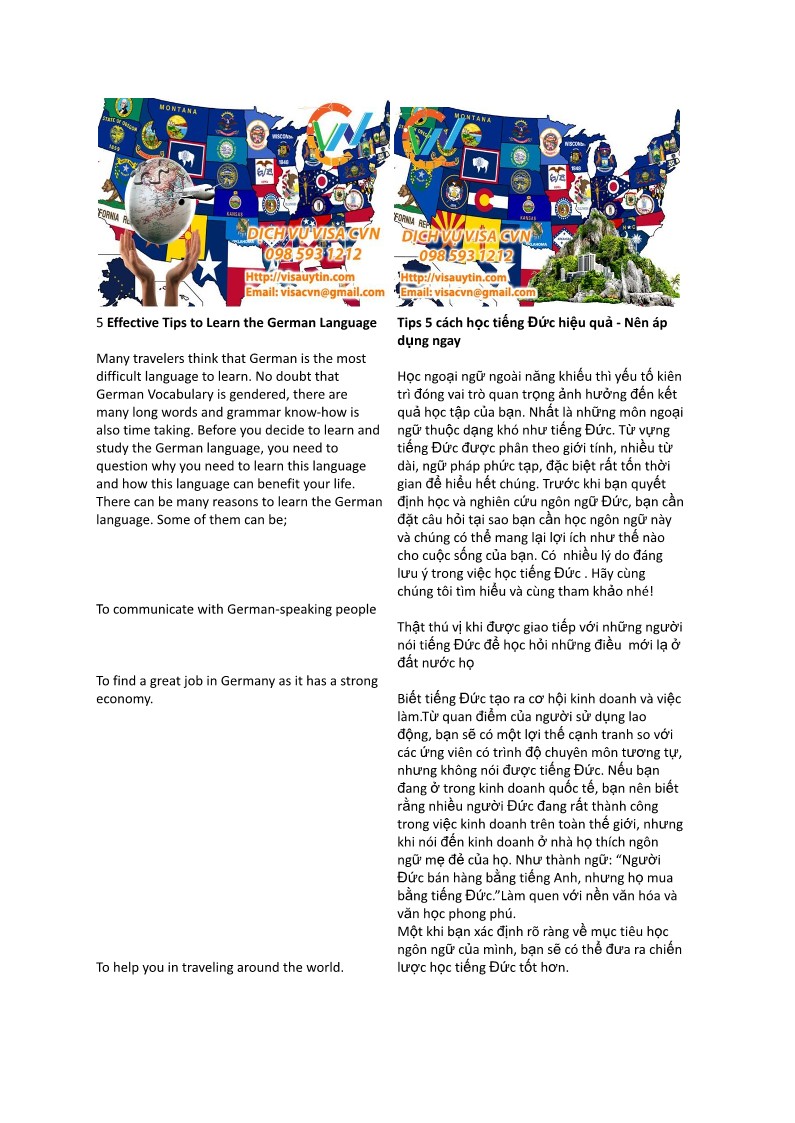 MONTANA
STATE OF OREGON
1859
WISCONSIN
1848
KANSAS
CVN
DỊCH VỤ VISA CVN
098 593 1212
Http://visauytin.com
Email: visacvn@gmail.com
MONTANA
WISCONSIN
1848
KANSAS
OKLAHOMA
CVN
DỊCH VỤ VISA CVN
098 593 1212
Http://visauytin.com
Email: visacvn@gmail.com
5 Effective Tips to Learn the German Language
Many travelers think that German is the most
difficult language to learn. No doubt that
German Vocabulary is gendered, there are
many long words and grammar know-how is
also time taking. Before you decide to learn and
study the German language, you need to
question why you need to learn this language
and how this language can benefit your life.
There can be many reasons to learn the German
language. Some of them can be;
To communicate with German-speaking people
To find a great job in Germany as it has a strong
economy.
To help you in traveling around the world.
Tips 5 cách học tiếng Đức hiệu quả - Nên áp
dụng ngay
Học ngoại ngữ ngoài năng khiếu thì yếu tố kiên
trì đóng vai trò quan trọng ảnh hưởng đến kết
quả học tập của bạn. Nhất là những môn ngoại
ngữ thuộc dạng khó như tiếng Đức. Từ vựng
tiếng Đức được phân theo giới tính, nhiều từ
dài, ngữ pháp phức tạp, đặc biệt rất tốn thời
gian để hiểu hết chúng. Trước khi bạn quyết
định học và nghiên cứu ngôn ngữ Đức, bạn cần
đặt câu hỏi tại sao bạn cần học ngôn ngữ này
và chúng có thể mang lại lợi ích như thế nào
cho cuộc sống của bạn. Có  nhiều lý do đáng
lưu ý trong việc học tiếng Đức . Hãy cùng
chúng tôi tìm hiểu và cùng tham khảo nhé!
Thật thú vị khi được giao tiếp với những người
nói tiếng Đức để học hỏi những điều  mới lạ ở
đất nước họ
Biết tiếng Đức tạo ra cơ hội kinh doanh và việc
làm.Từ quan điểm của người sử dụng lao
động, bạn sẽ có một lợi thế cạnh tranh so với
các ứng viên có trình độ chuyên môn tương tự,
nhưng không nói được tiếng Đức. Nếu bạn
đang ở trong kinh doanh quốc tế, bạn nên biết
rằng nhiều người Đức đang rất thành công
trong việc kinh doanh trên toàn thế giới, nhưng
khi nói đến kinh doanh ở nhà họ thích ngôn
ngữ mẹ đẻ của họ. Như thành ngữ: “Người
Đức bán hàng bằng tiếng Anh, nhưng họ mua
bằng tiếng Đức.”Làm quen với nền văn hóa và
văn học phong phú.
Một khi bạn xác định rõ ràng về mục tiêu học
ngôn ngữ của mình, bạn sẽ có thể đưa ra chiến
lược học tiếng Đức tốt hơn.